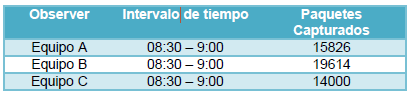 Observer Intervalo de tiempo Paquetes
Capturados
Equipo A 08:30 – 9:00 15826
Equipo B 08:30 – 9:00 19614
Equipo C 08:30 – 9:00 14000